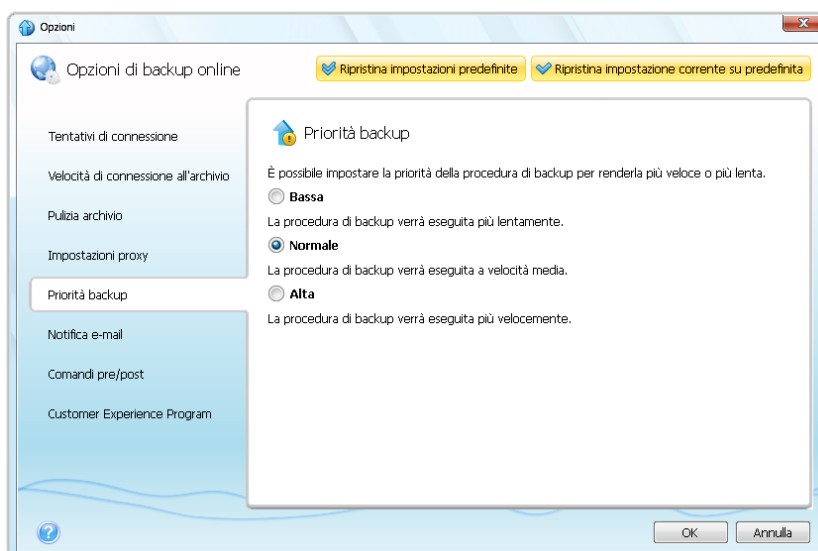 Opzioni
Opzioni di backup online
Ripristina impostazioni predefinite
Ripristina impostazione corrente su predefinita
Tentativi di connessione
Velocità di connessione all'archivio
Pulizia archivio
Impostazioni proxy
Priorità backup
Notifica e-mail
Comandi pre/post
Customer Experience Program
Priorità backup
È possibile impostare la priorità della procedura di backup per renderla più veloce o più lenta.
Bassa
La procedura di backup verrà eseguita più lentamente.
Normale
La procedura di backup verrà eseguita a velocità media.
Alta
La procedura di backup verrà eseguita più velocemente.
OK
Annulla